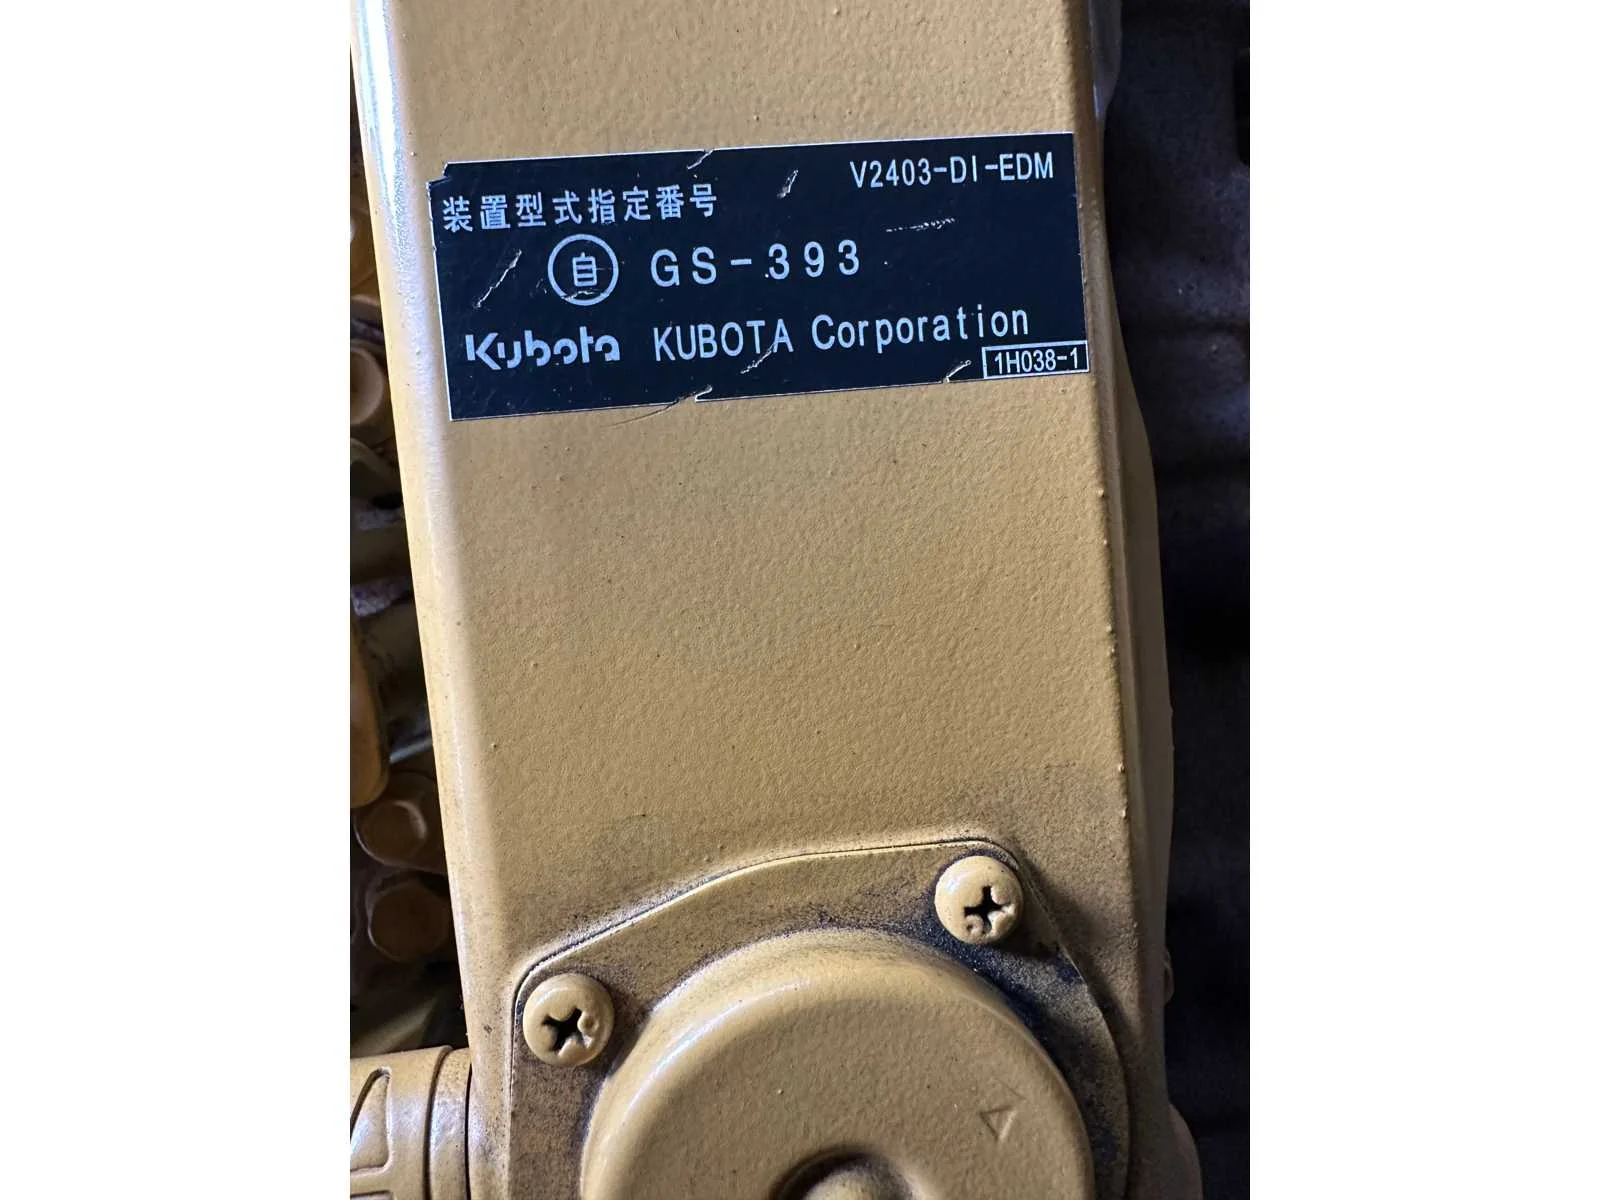 V2403-DI-EDM
装置型式指定番号
自 GS-393
Kubota KUBOTA Corporation
1H038-1